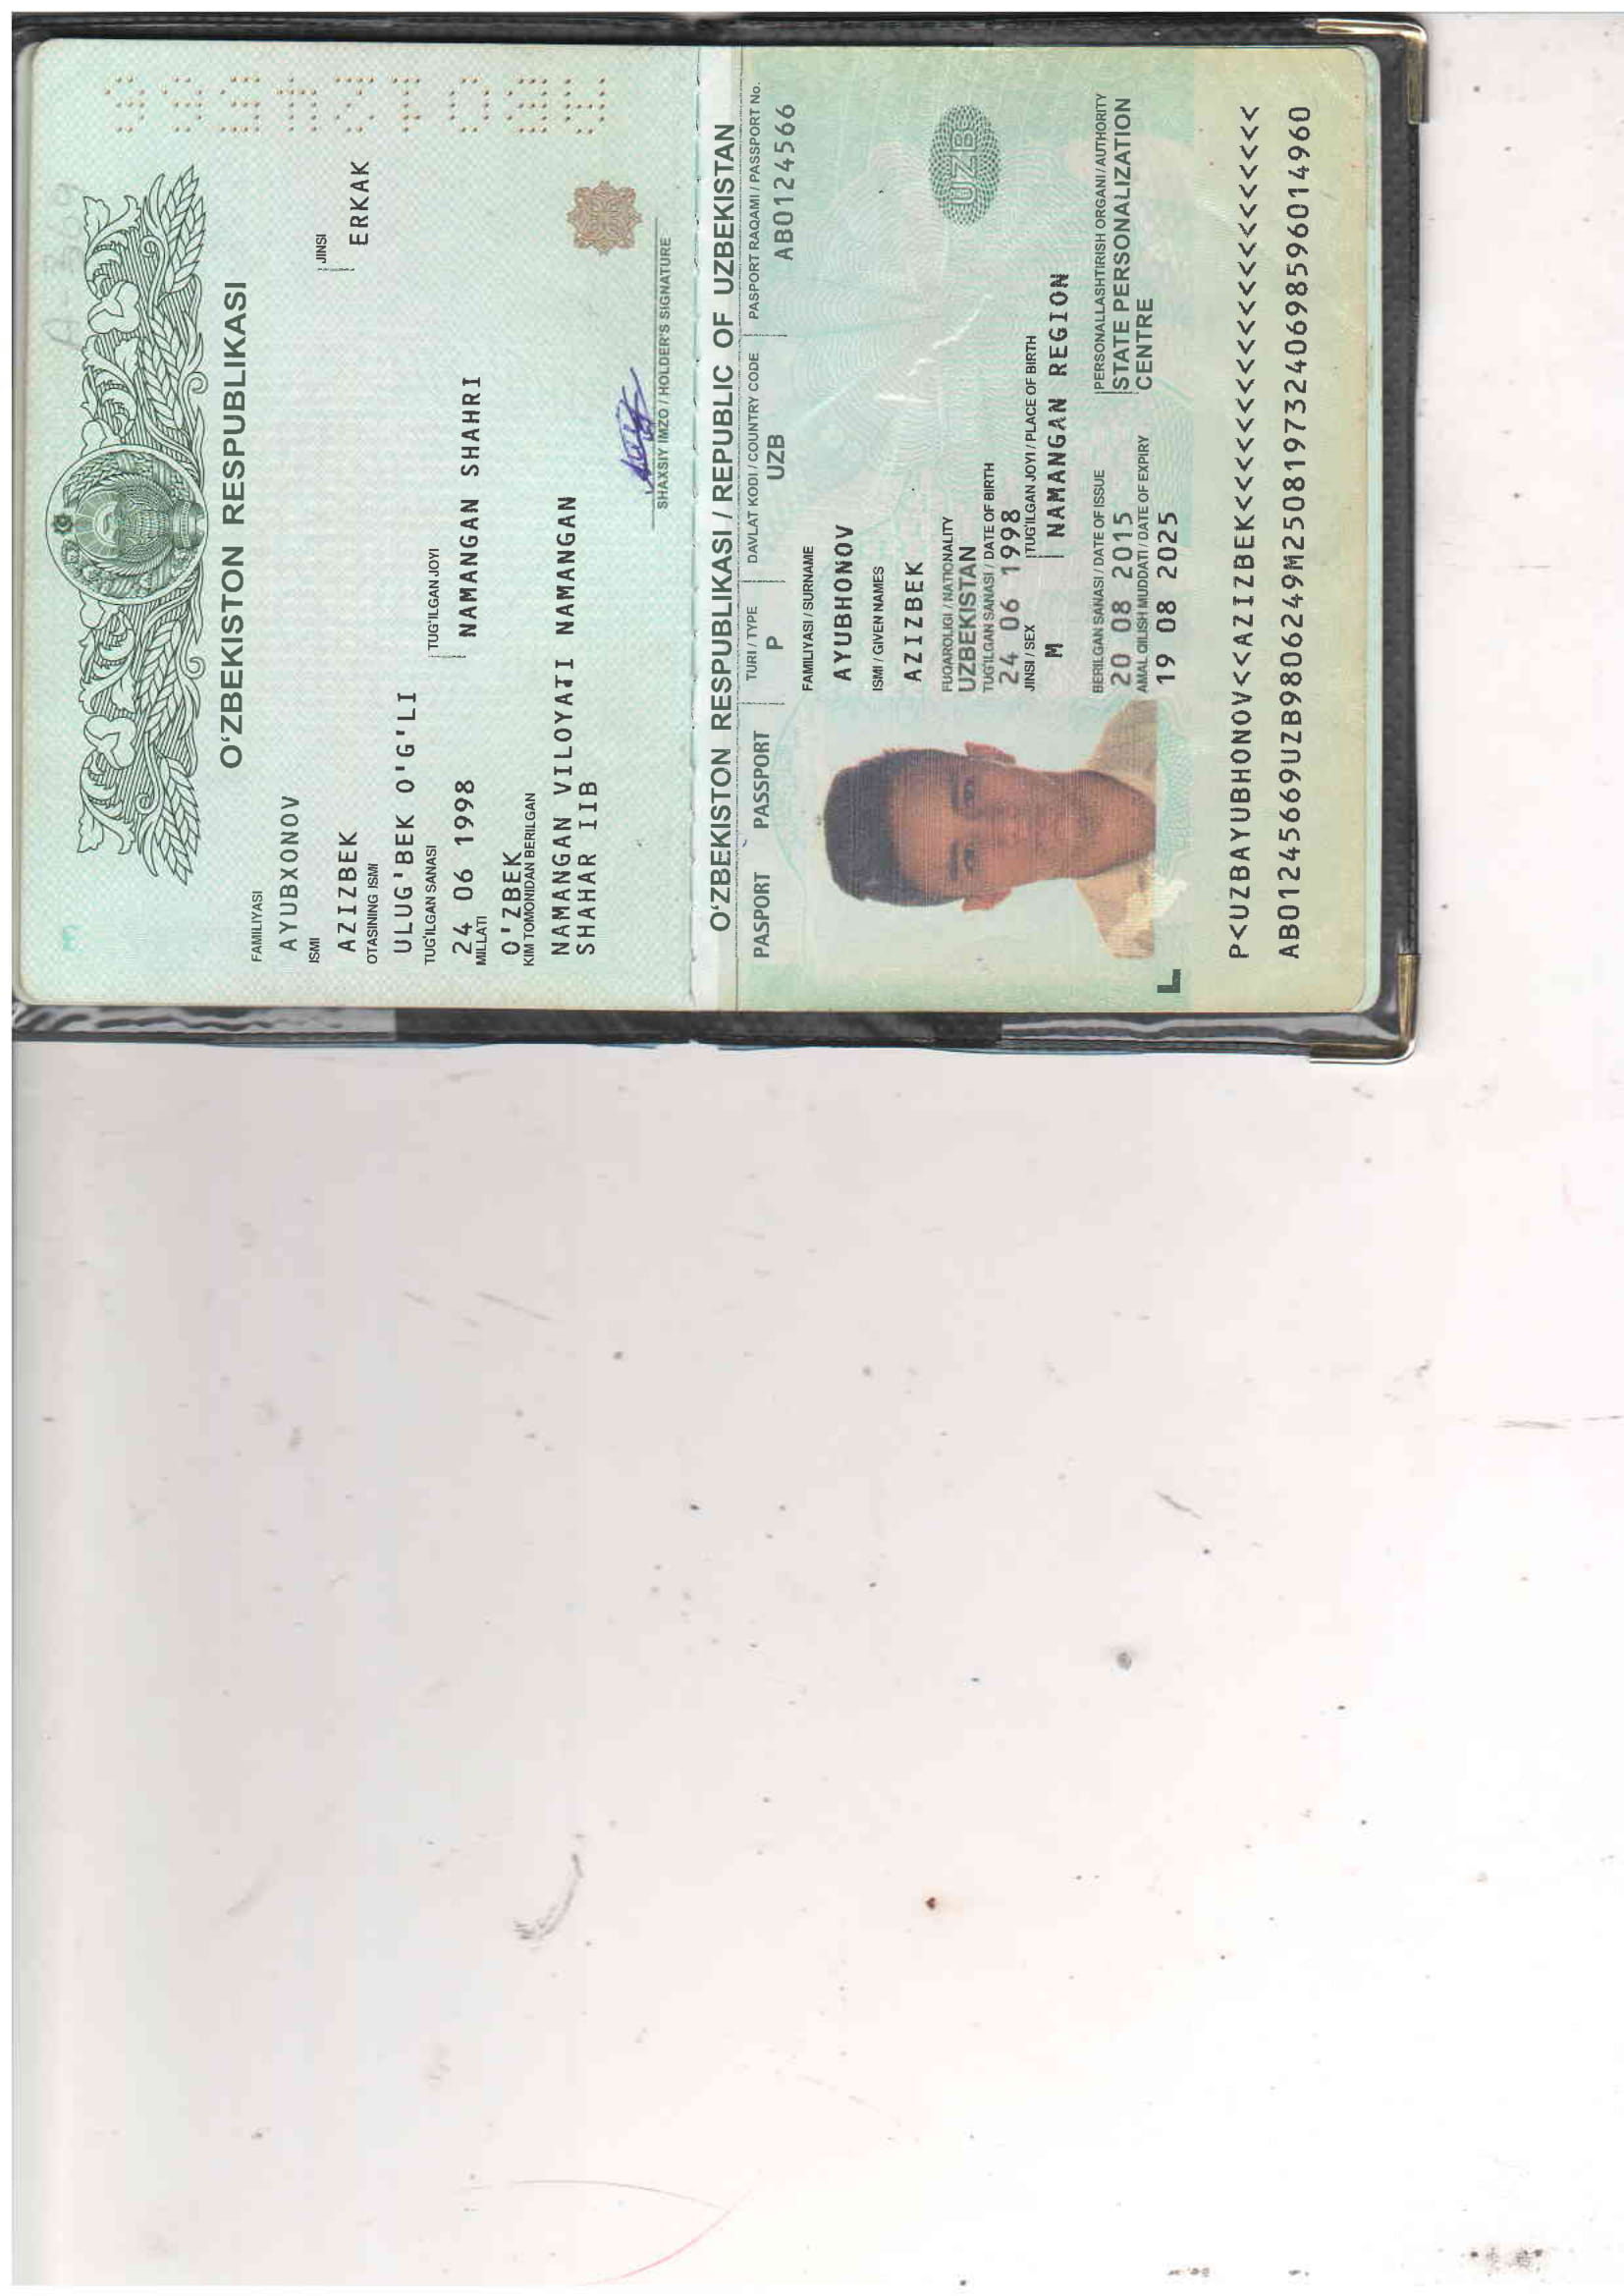 3
A-369
O‘ZBEKISTON RESPUBLIKASI
FAMILIYASI
AYUBXONOV
ISMI
AZIZBEK
JINSI
ERKAK
OTASINING ISMI
ULUG'BEK O'G'LI
TUG‘ILGAN SANASI
24 06 1998
TUG‘ILGAN JOYI
NAMANGAN SHAHRI
MILLATI
O'ZBEK
KIM TOMONIDAN BERILGAN
NAMANGAN VILOYATI NAMANGAN
SHAHAR IIB
SHAXSIY IMZO / HOLDER'S SIGNATURE
AB0124566
O‘ZBEKISTON RESPUBLIKASI / REPUBLIC OF UZBEKISTAN
PASPORT PASSPORT
TURI / TYPE
P
DAVLAT KODI / COUNTRY CODE
UZB
PASPORT RAQAMI / PASSPORT No.
AB0124566
FAMILIYASI / SURNAME
AYUBHONOV
ISMI / GIVEN NAMES
AZIZBEK
FUQAROLIGI / NATIONALITY
UZBEKISTAN
UZB
TUG‘ILGAN SANASI / DATE OF BIRTH
24 06 1998
JINSI / SEX
M
TUG‘ILGAN JOYI / PLACE OF BIRTH
NAMANGAN REGION
BERILGAN SANASI / DATE OF ISSUE
20 08 2015
PERSONALLASHTIRISH ORGANI / AUTHORITY
STATE PERSONALIZATION
CENTRE
AMAL QILISH MUDDATI / DATE OF EXPIRY
19 08 2025
P<UZBAYUBHONOV<<AZIZBEK<<<<<<<<<<<<<<<<<<<<<
AB01245669UZB9806249M25081973240698596014960